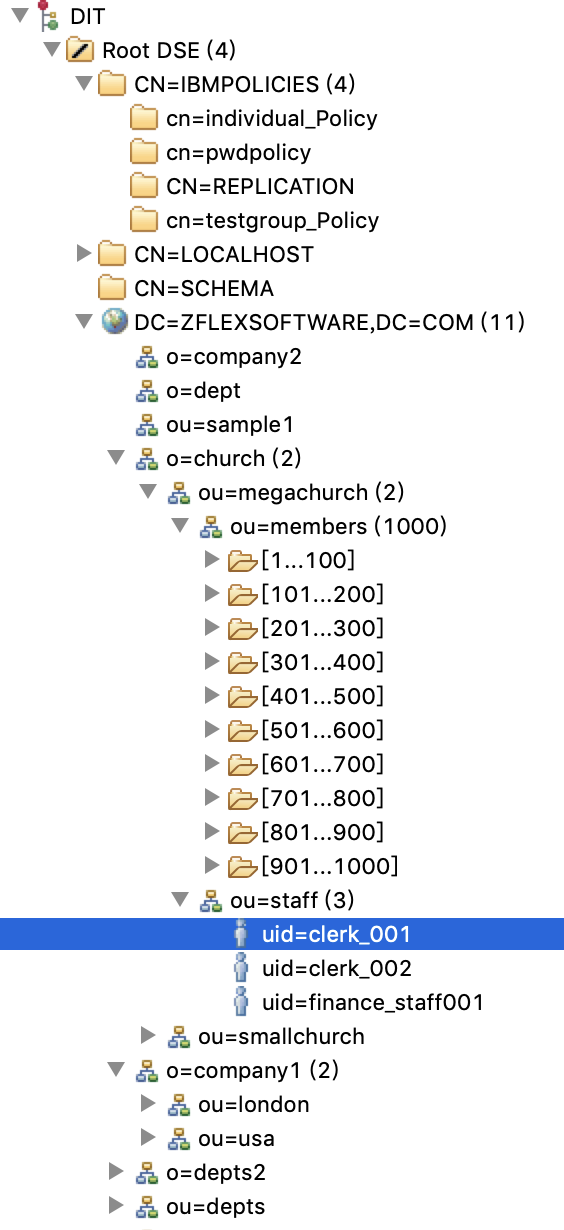 DIT
Root DSE (4)
CN=IBMPOLICIES (4)
cn=individual_Policy
cn=pwdpolicy
CN=REPLICATION
cn=testgroup_Policy
CN=LOCALHOST
CN=SCHEMA
DC=ZFLEXSOFTWARE,DC=COM (11)
o=company2
o=dept
ou=sample1
o=church (2)
ou=megachurch (2)
ou=members (1000)
[1...100]
[101...200]
[201...300]
[301...400]
[401...500]
[501...600]
[601...700]
[701...800]
[801...900]
[901...1000]
ou=staff (3)
uid=clerk_001
uid=clerk_002
uid=finance_staff001
ou=smallchurch
o=company1 (2)
ou=london
ou=usa
o=depts2
ou=depts